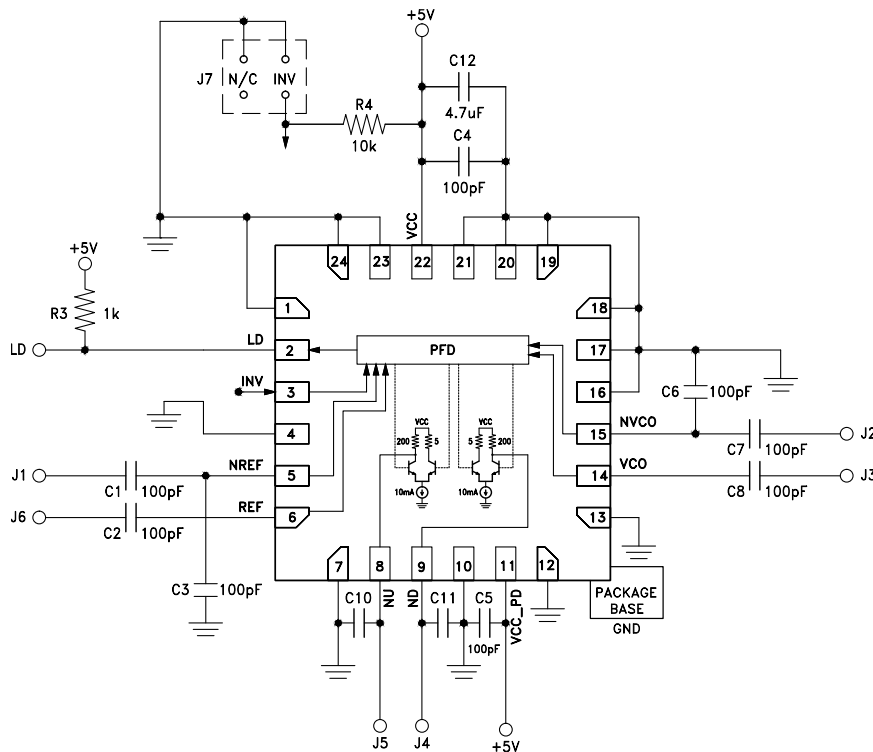 +5V
C12
4.7uF
J7 N/C INV
R4
10k
C4
100pF
VCC
24 23 22 21 20 19
+5V
R3 1k
1
18
LD
LD
2
PFD
17
INV
3
16
C6 100pF
4
VCC VCC
200 5 5 200
10mA 10mA
NVCO
15
C7
100pF
J2
J1
C1 100pF
NREF
5
14
VCO
C8 100pF
J3
J6
C2 100pF
REF
6
13
7 8 9 10 11 12
C3 100pF
C10
NU
ND
C11
C5
100pF
VCC_PD
PACKAGE
BASE
GND
J5 J4 +5V